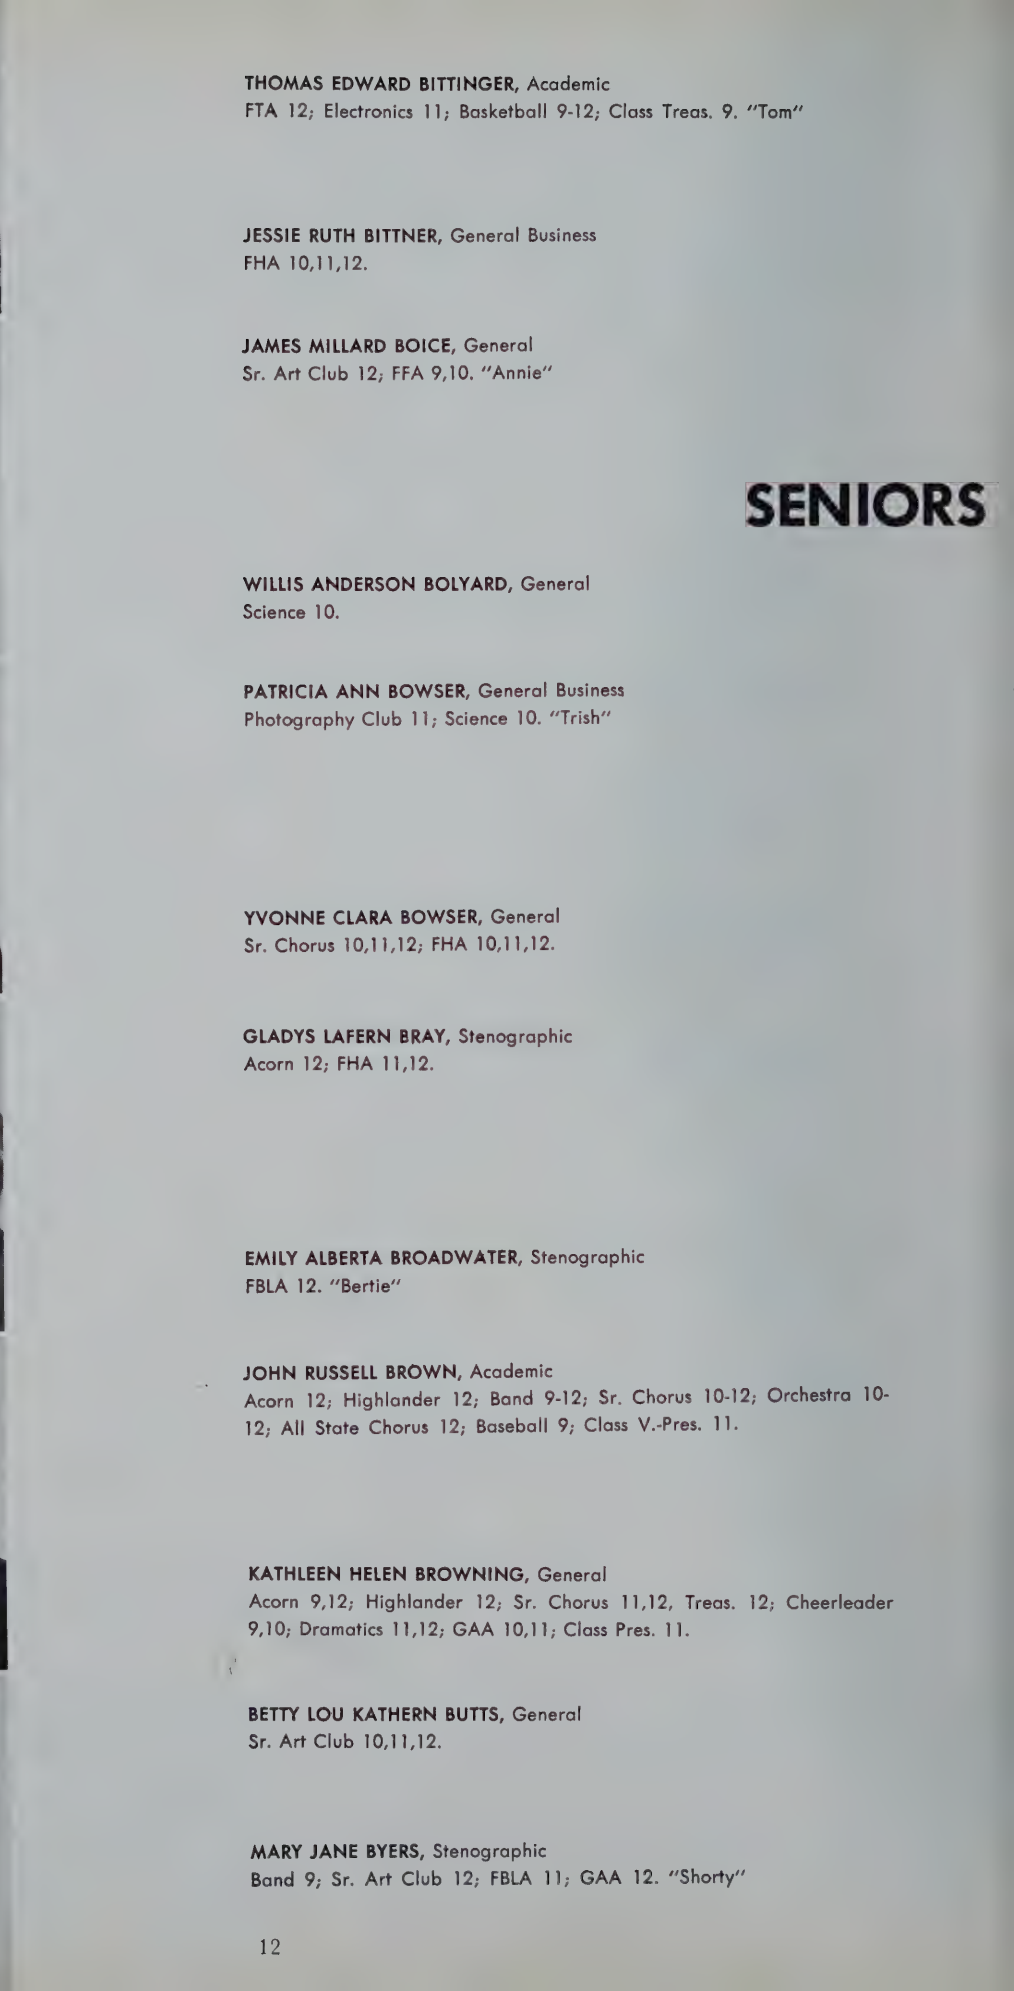 THOMAS EDWARD BITTINGER, Academic
FTA 12; Electronics 11; Basketball 9-12; Class Treas. 9. "Tom"
JESSIE RUTH BITTNER, General Business
FHA 10,11,12.
JAMES MILLARD BOICE, General
Sr. Art Club 12; FFA 9,10. "Annie"
SENIORS
WILLIS ANDERSON BOLYARD, General
Science 10.
PATRICIA ANN BOWSER, General Business
Photography Club 11; Science 10. "Trish"
YVONNE CLARA BOWSER, General
Sr. Chorus 10,11,12; FHA 10,11,12.
GLADYS LAFERN BRAY, Stenographic
Acorn 12; FHA 11,12.
EMILY ALBERTA BROADWATER, Stenographic
FBLA 12. "Bertie"
JOHN RUSSELL BROWN, Academic
Acorn 12; Highlander 12; Band 9-12; Sr. Chorus 10-12; Orchestra 10-
12; All State Chorus 12; Baseball 9; Class V.-Pres. 11.
KATHLEEN HELEN BROWNING, General
Acorn 9,12; Highlander 12; Sr. Chorus 11,12, Treas. 12; Cheerleader
9,10; Dramatics 11,12; GAA 10,11; Class Pres. 11.
BETTY LOU KATHERN BUTTS, General
Sr. Art Club 10,11,12.
MARY JANE BYERS, Stenographic
Band 9; Sr. Art Club 12; FBLA 11; GAA 12. "Shorty"
12